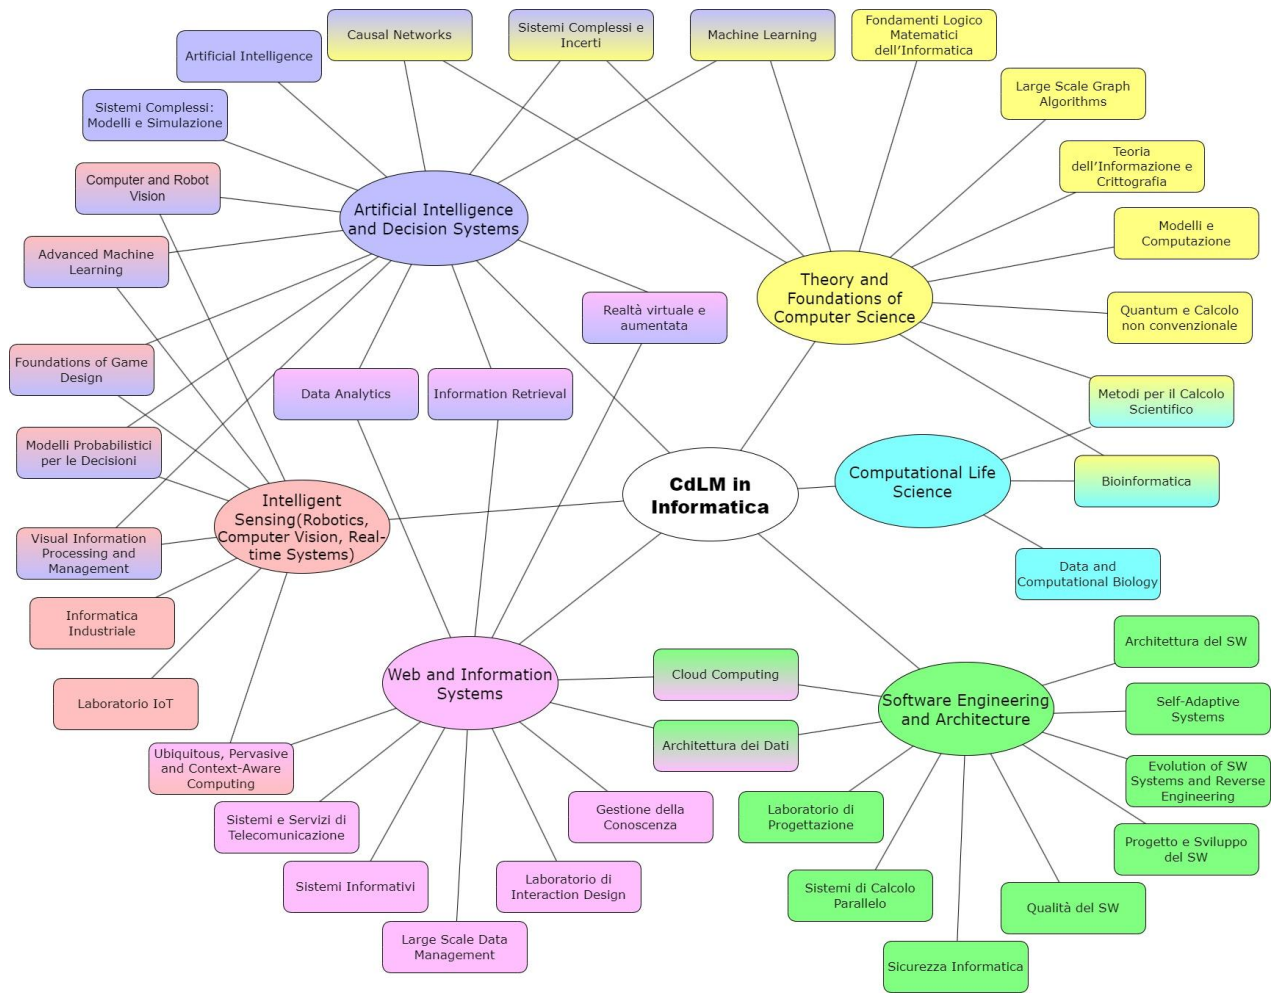 Causal Networks
Sistemi Complessi e
Incerti
Machine Learning
Fondamenti Logico
Matematici
dell'Informatica
Artificial Intelligence
Large Scale Graph
Algorithms
Sistemi Complessi:
Modelli e Simulazione
Teoria
dell'Informazione e
Crittografia
Computer and Robot
Vision
Artificial Intelligence
and Decision Systems
Modelli e
Computazione
Advanced Machine
Learning
Theory and
Foundations of
Computer Science
Realtà virtuale e
aumentata
Quantum e Calcolo
non convenzionale
Foundations of Game
Design
Data Analytics
Information Retrieval
Metodi per il Calcolo
Scientifico
Modelli Probabilistici
per le Decisioni
CdLM in
Informatica
Computational Life
Science
Bioinformatica
Intelligent
Sensing(Robotics,
Computer Vision, Real-
time Systems)
Visual Information
Processing and
Management
Data and
Computational Biology
Informatica
Industriale
Architettura del SW
Web and Information
Systems
Cloud Computing
Software Engineering
and Architecture
Self-Adaptive
Systems
Laboratorio IoT
Architettura dei Dati
Ubiquitous, Pervasive
and Context-Aware
Computing
Evolution of SW
Systems and Reverse
Engineering
Sistemi e Servizi di
Telecomunicazione
Gestione della
Conoscenza
Laboratorio di
Progettazione
Progetto e Sviluppo
del SW
Sistemi Informativi
Laboratorio di
Interaction Design
Sistemi di Calcolo
Parallelo
Qualità del SW
Large Scale Data
Management
Sicurezza Informatica